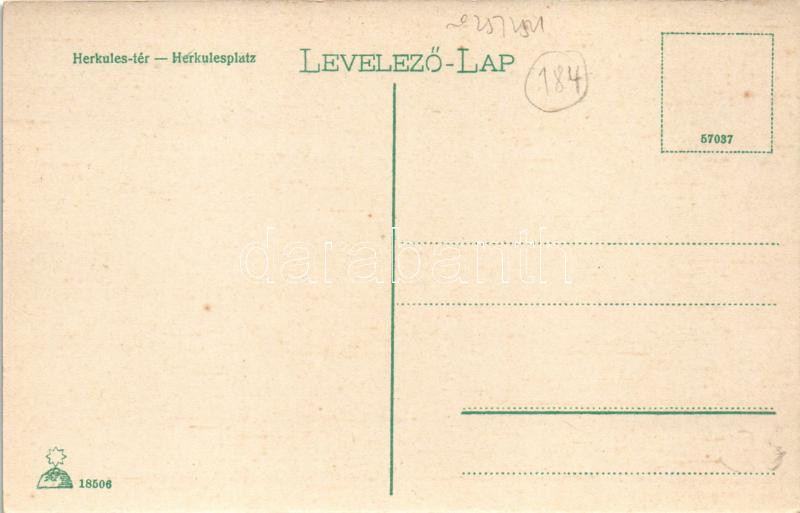 Herkules-tér — Herkulesplatz
LEVELEZŐ-LAP
184
57037
darabanth
18506